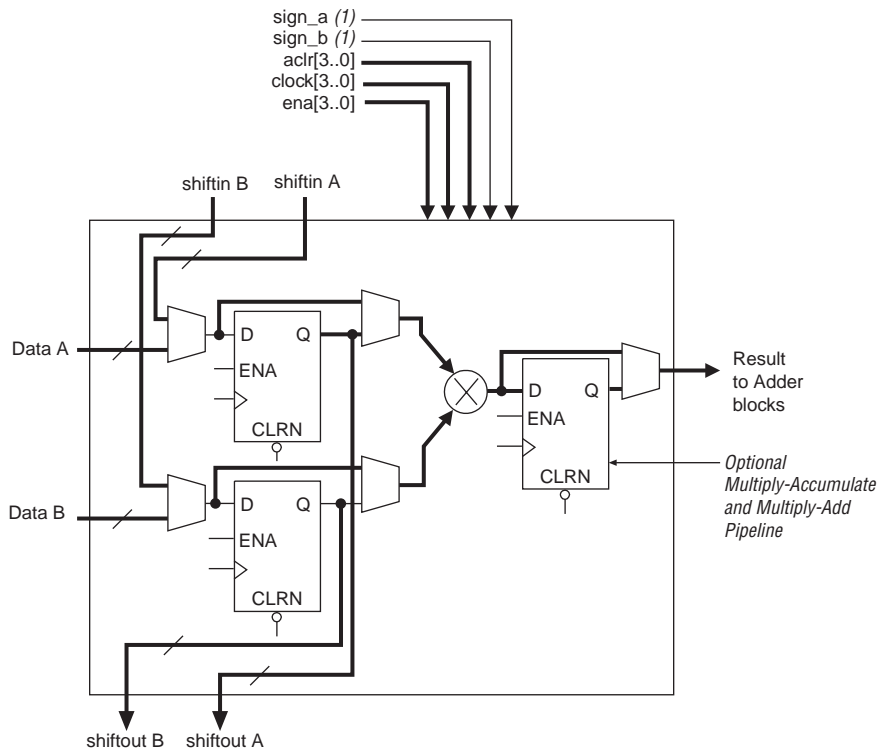 sign_a (1)
sign_b (1)
aclr[3..0]
clock[3..0]
ena[3..0]
shiftin B
shiftin A
Data A
D
Q
ENA
CLRN
D
Q
ENA
CLRN
Result
to Adder
blocks
Optional
Multiply-Accumulate
and Multiply-Add
Pipeline
Data B
D
Q
ENA
CLRN
shiftout B
shiftout A